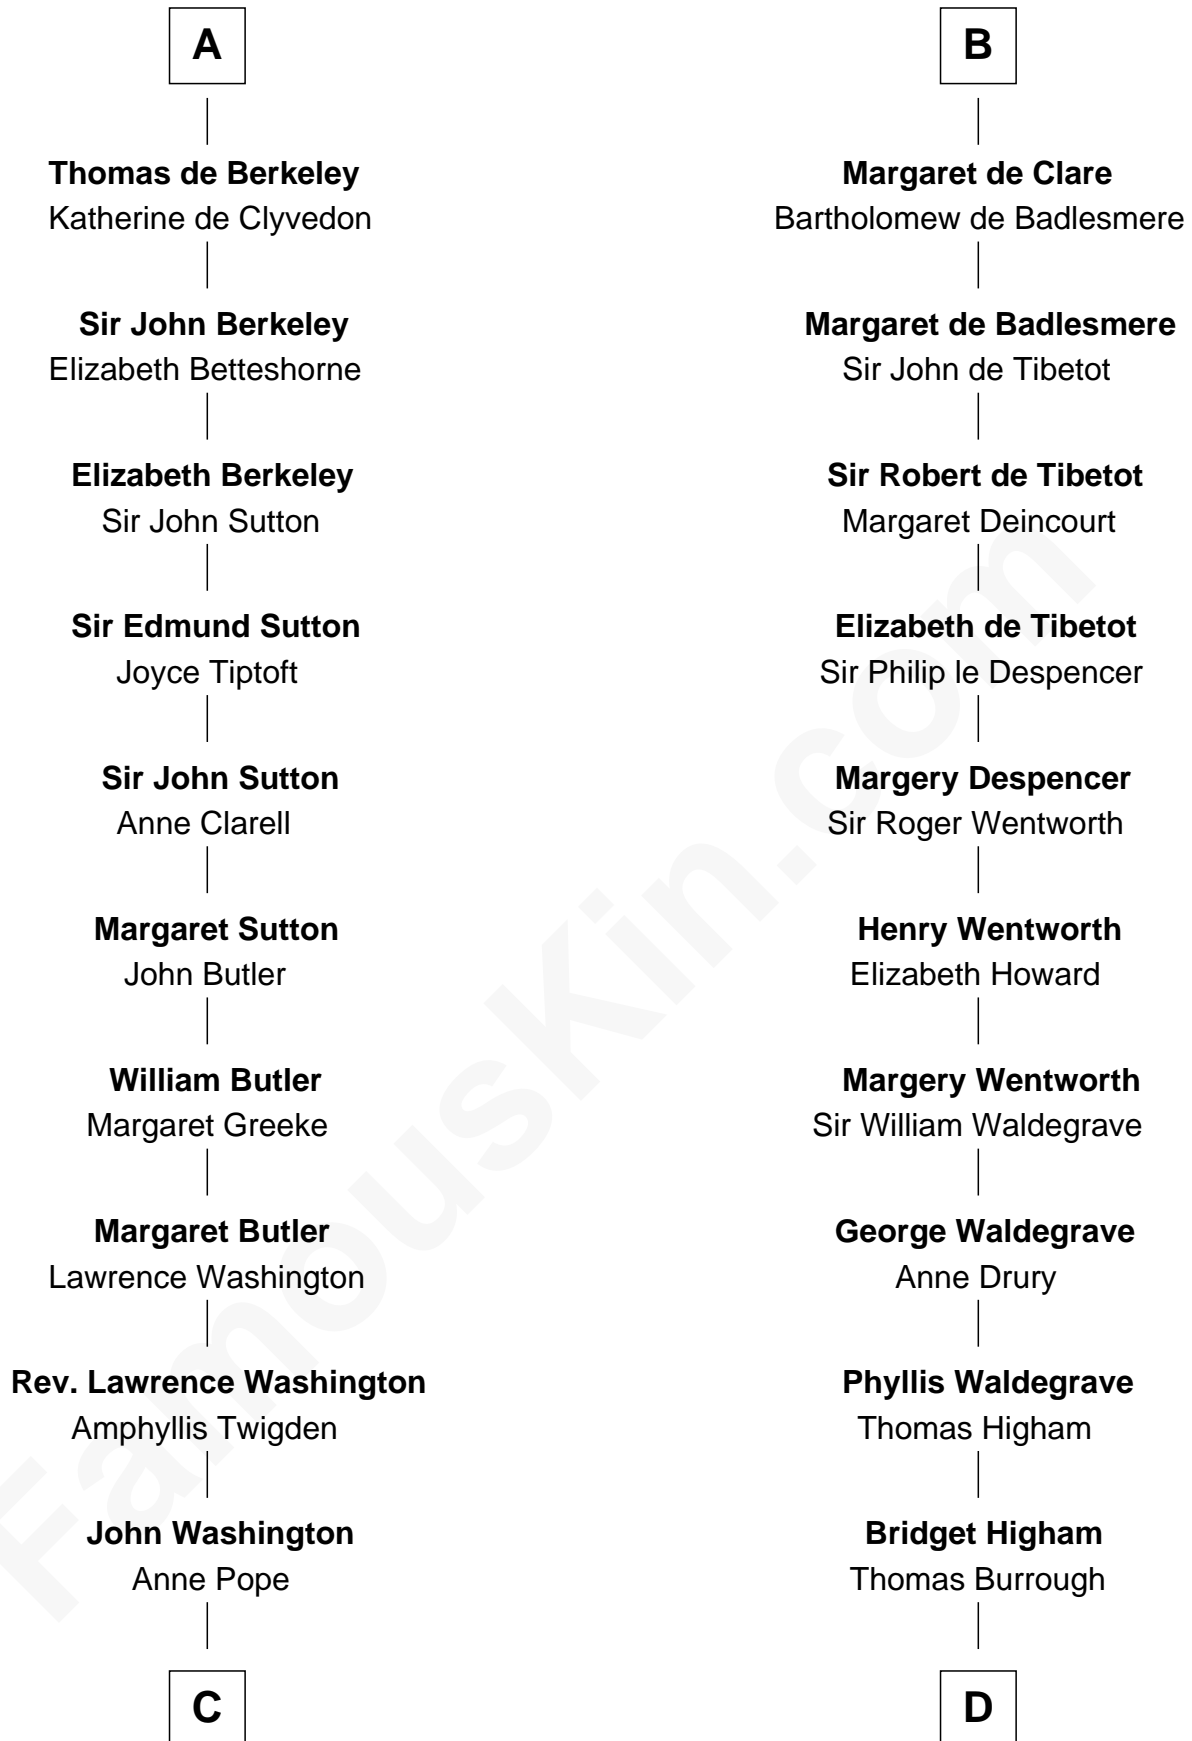 A
Thomas de Berkeley
Katherine de Clyvedon
Sir John Berkeley
Elizabeth Betteshorne
Elizabeth Berkeley
Sir John Sutton
Sir Edmund Sutton
Joyce Tiptoft
Sir John Sutton
Anne Clarell
Margaret Sutton
John Butler
William Butler
Margaret Greeke
Margaret Butler
Lawrence Washington
Rev. Lawrence Washington
Amphyllis Twigden
John Washington
Anne Pope
C
B
Margaret de Clare
Bartholomew de Badlesmere
Margaret de Badlesmere
Sir John de Tibetot
Sir Robert de Tibetot
Margaret Deincourt
Elizabeth de Tibetot
Sir Philip le Despencer
Margery Despencer
Sir Roger Wentworth
Henry Wentworth
Elizabeth Howard
Margery Wentworth
Sir William Waldegrave
George Waldegrave
Anne Drury
Phyllis Waldegrave
Thomas Higham
Bridget Higham
Thomas Burrough
D
FamousKin.com